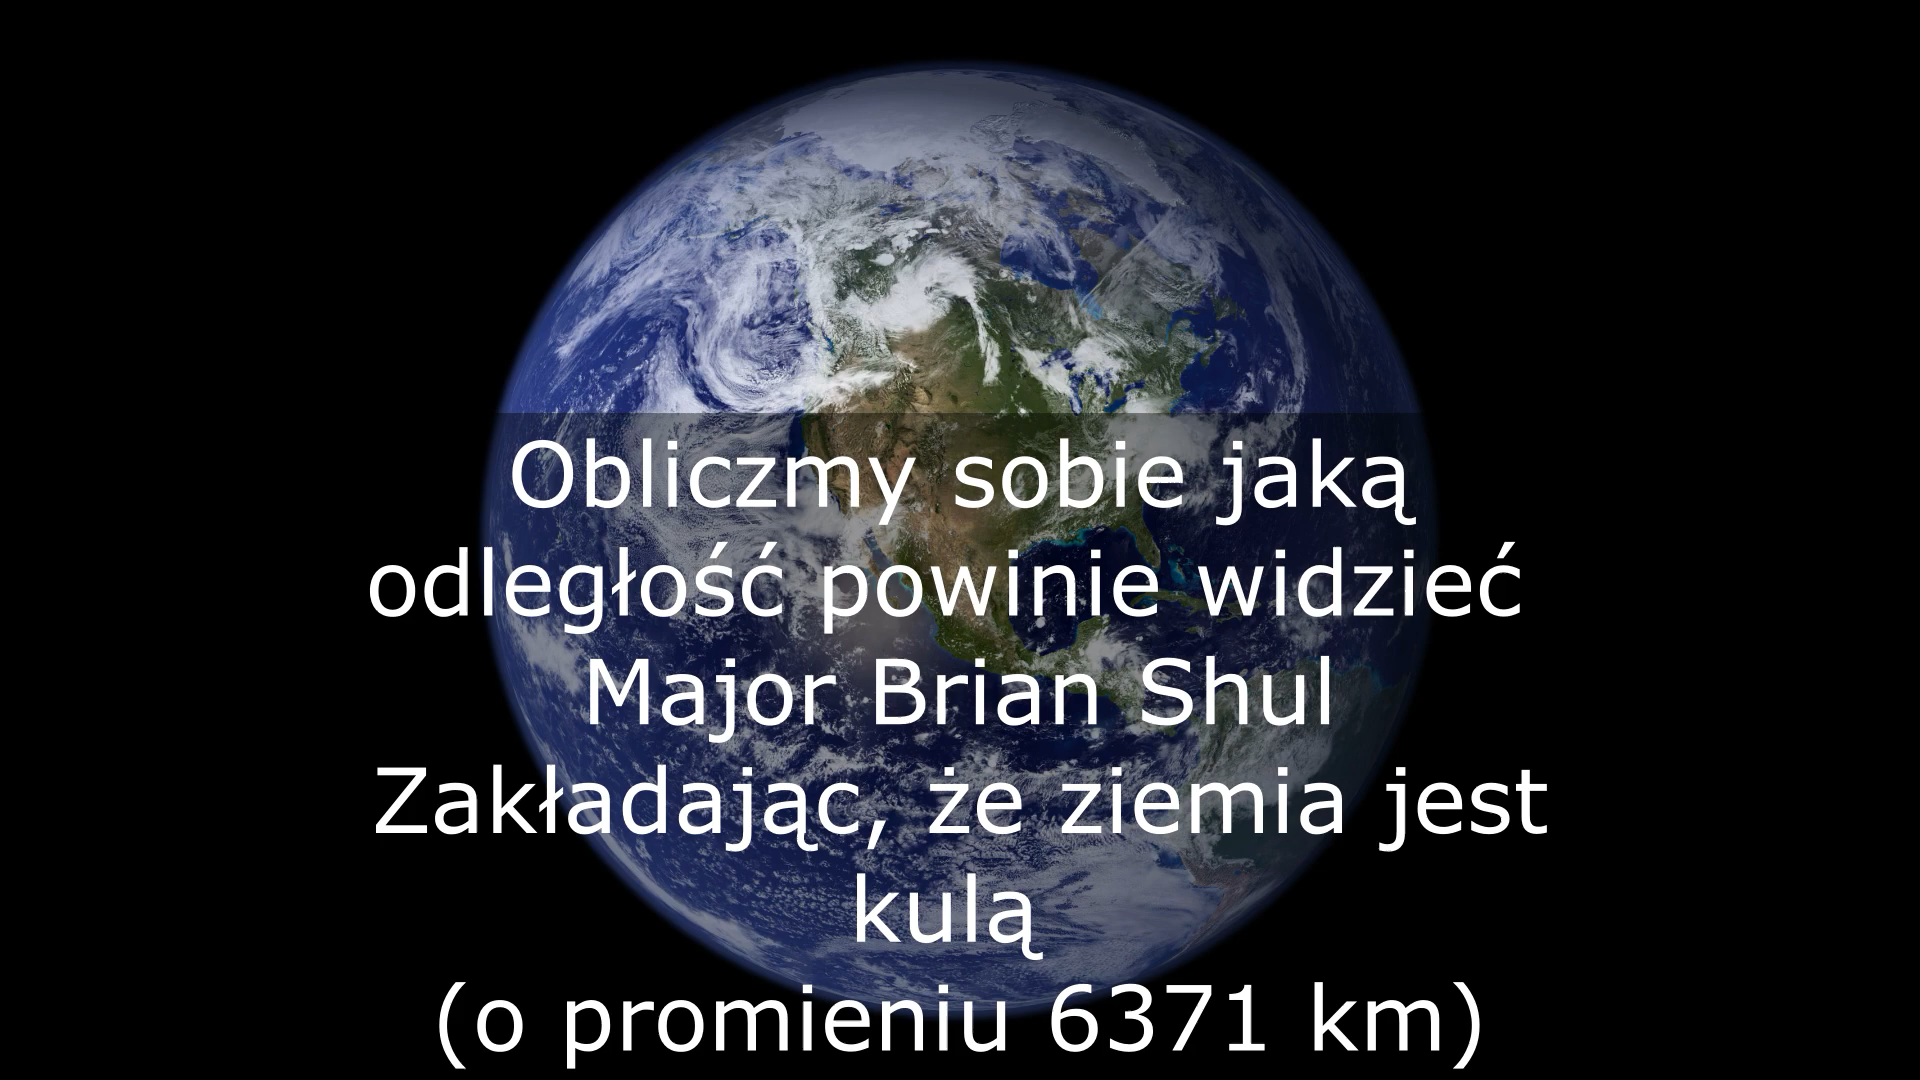 Obliczmy sobie jaką
odległość powinie widzieć
Major Brian Shul
Zakładając, że ziemia jest
kulą
(o promieniu 6371 km)